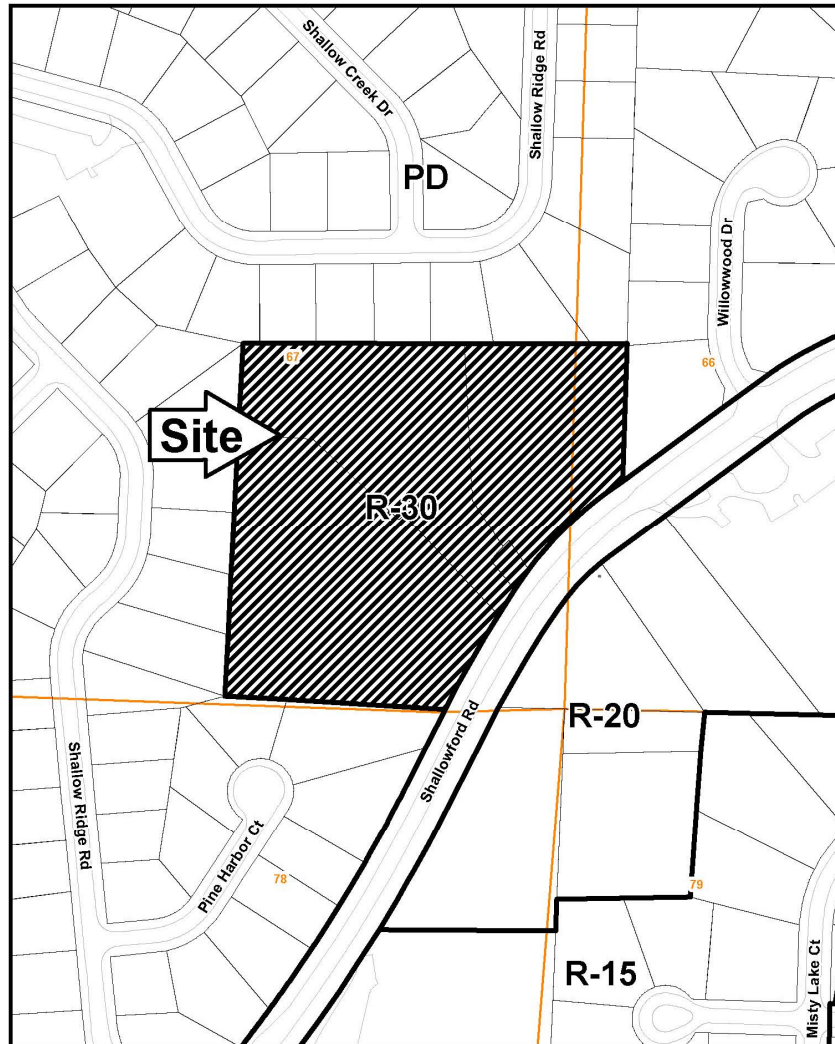 Shallow Creek Dr
Shallow Ridge Rd
PD
Willowwood Dr
67
66
Site
R-30
R-20
Shallowford Rd
Shallow Ridge Rd
Pine Harbor Ct
78
79
R-15
Misty Lake Ct